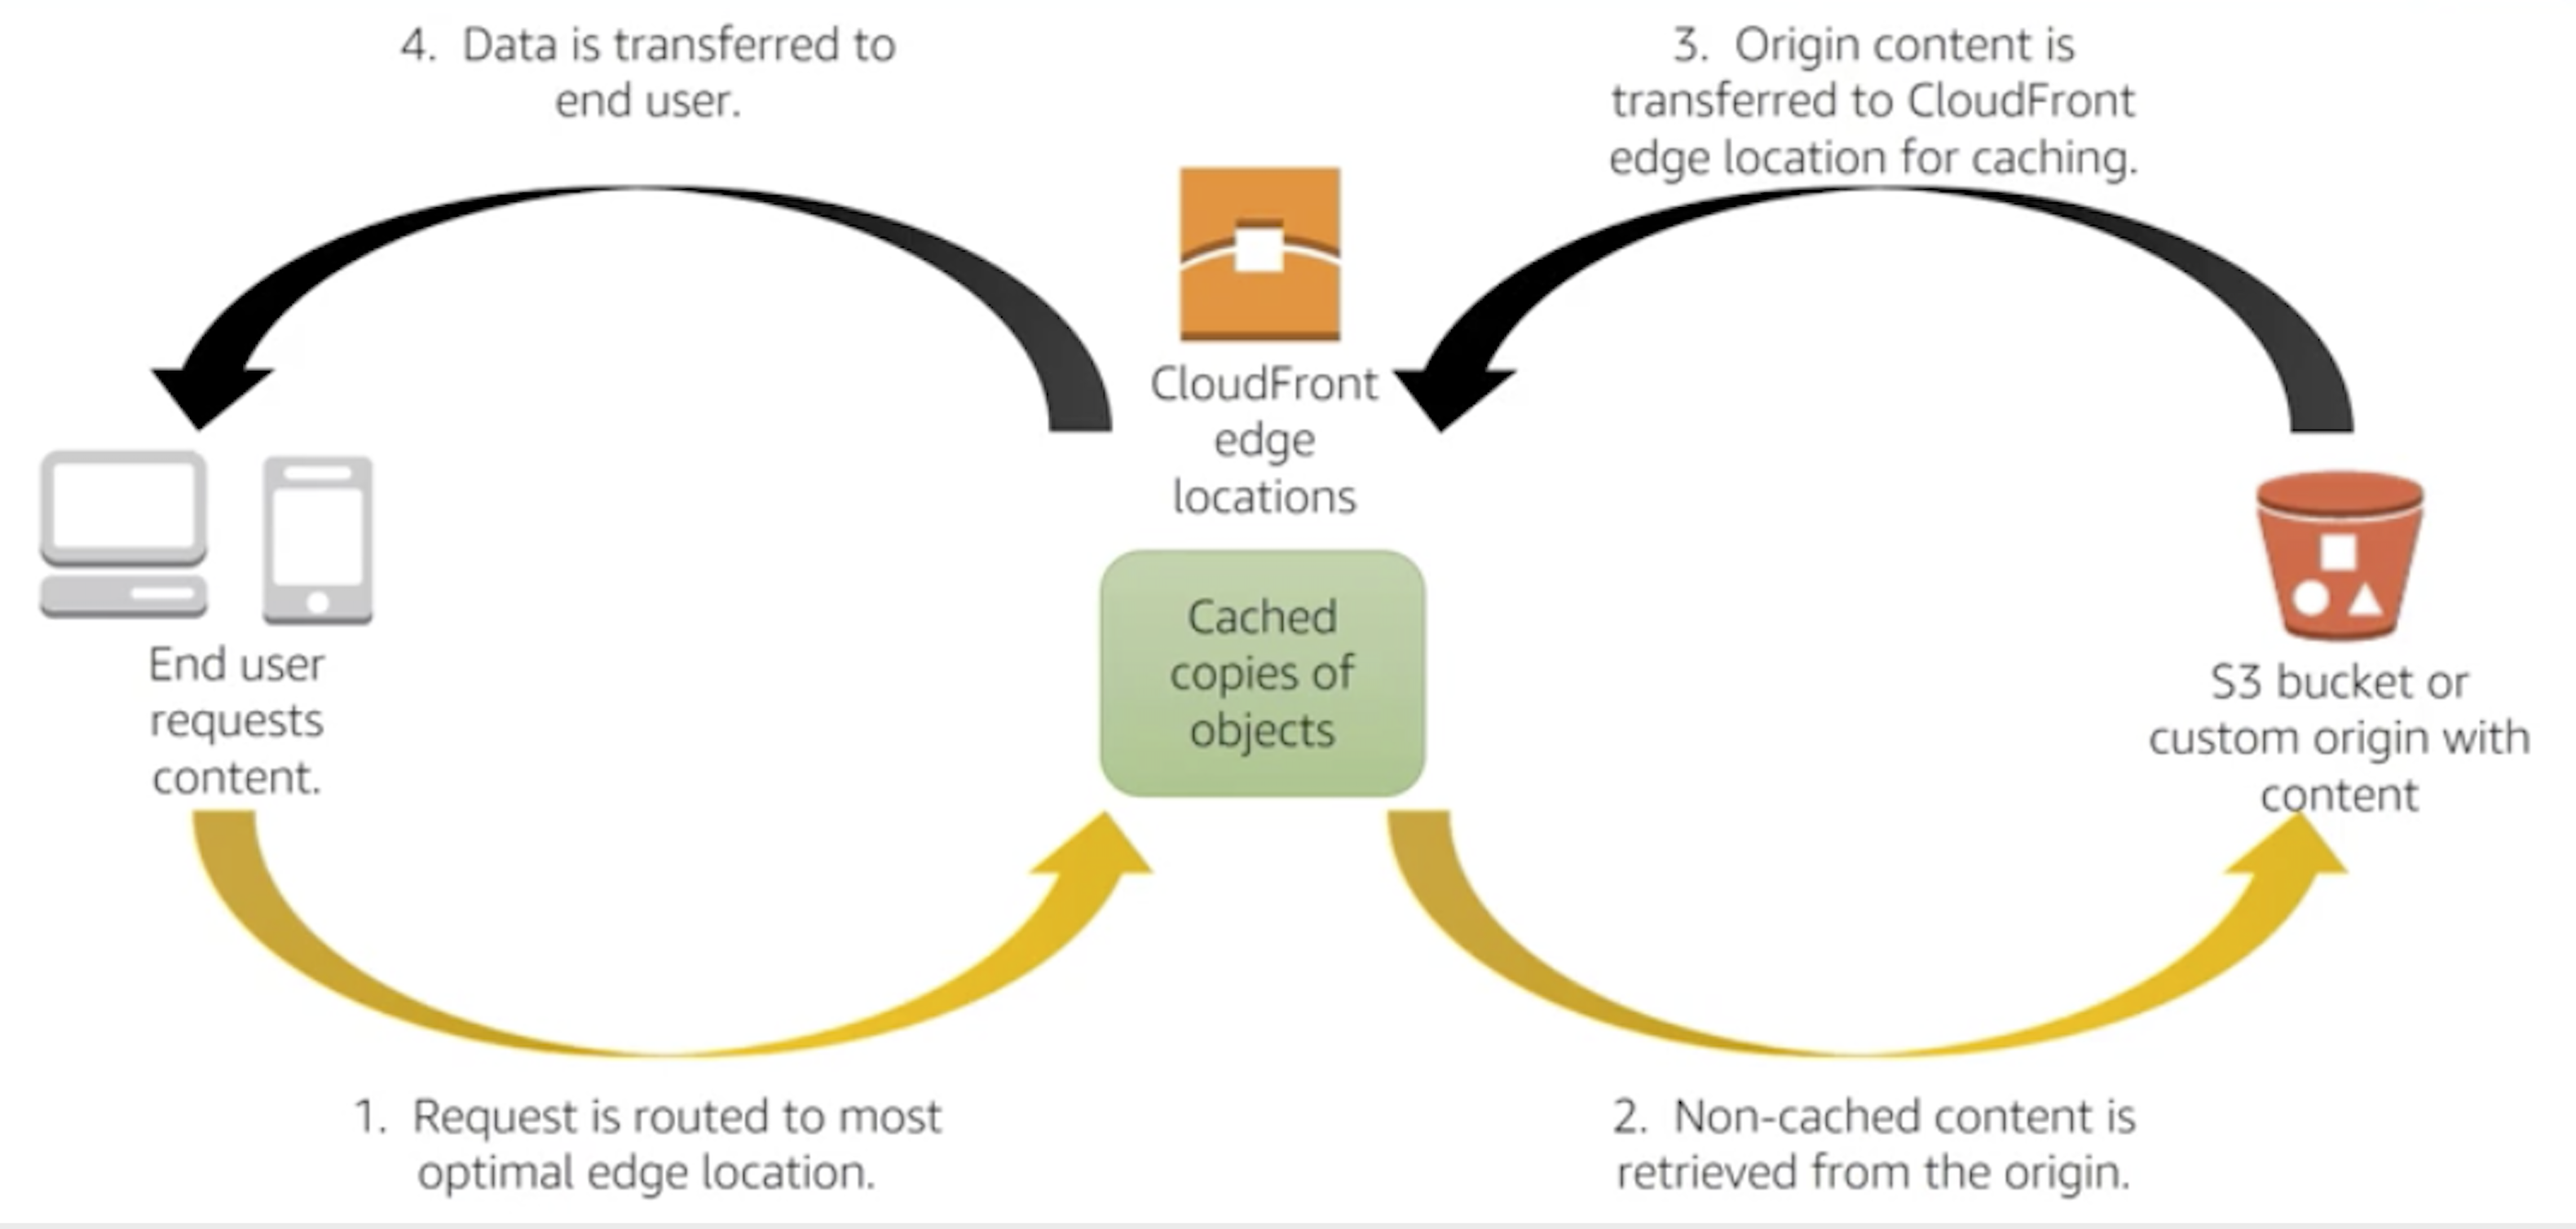 4. Data is transferred to
end user.
3. Origin content is
transferred to CloudFront
edge location for caching.
CloudFront
edge
locations
Cached
copies of
objects
End user
requests
content.
S3 bucket or
custom origin with
content
1. Request is routed to most
optimal edge location.
2. Non-cached content is
retrieved from the origin.